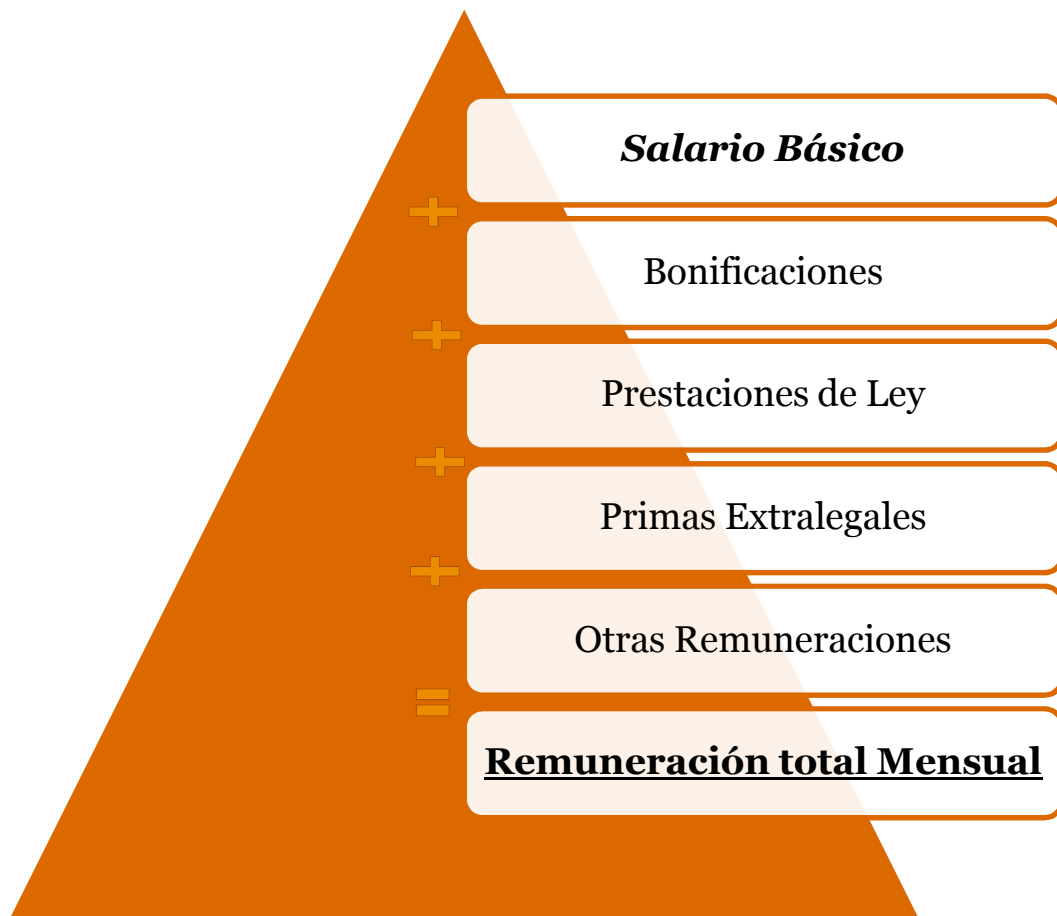 Salario Básico
+
Bonificaciones
+
Prestaciones de Ley
+
Primas Extralegales
+
Otras Remuneraciones
=
Remuneración total Mensual